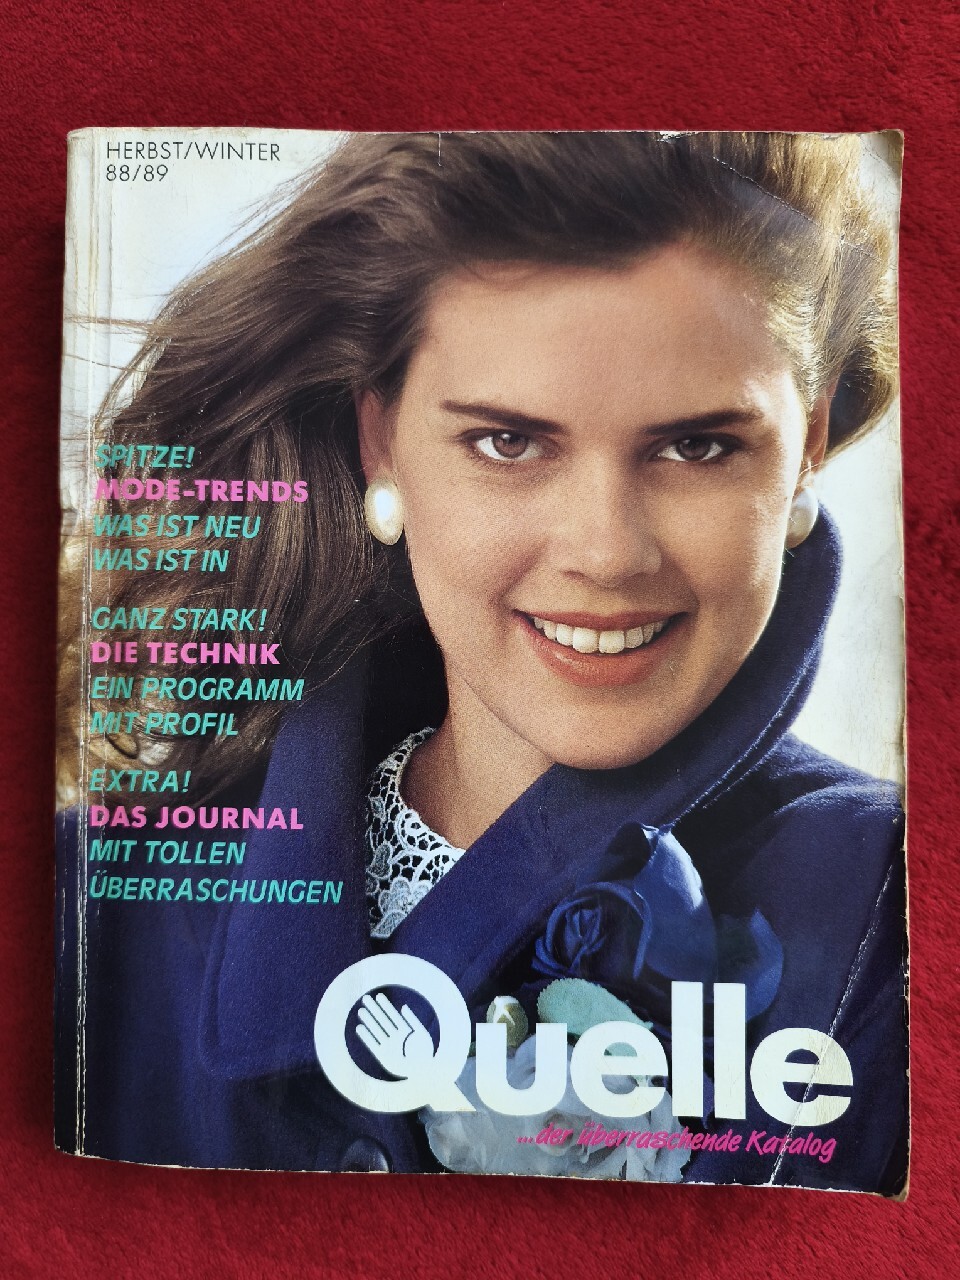 HERBST/WINTER
88/89
SPITZE!
MODE-TRENDS
WAS IST NEU
WAS IST IN
GANZ STARK!
DIE TECHNIK
EIN PROGRAMM
MIT PROFIL
EXTRA!
DAS JOURNAL
MIT TOLLEN
ÜBERRASCHUNGEN
Quelle
...der überraschende Katalog